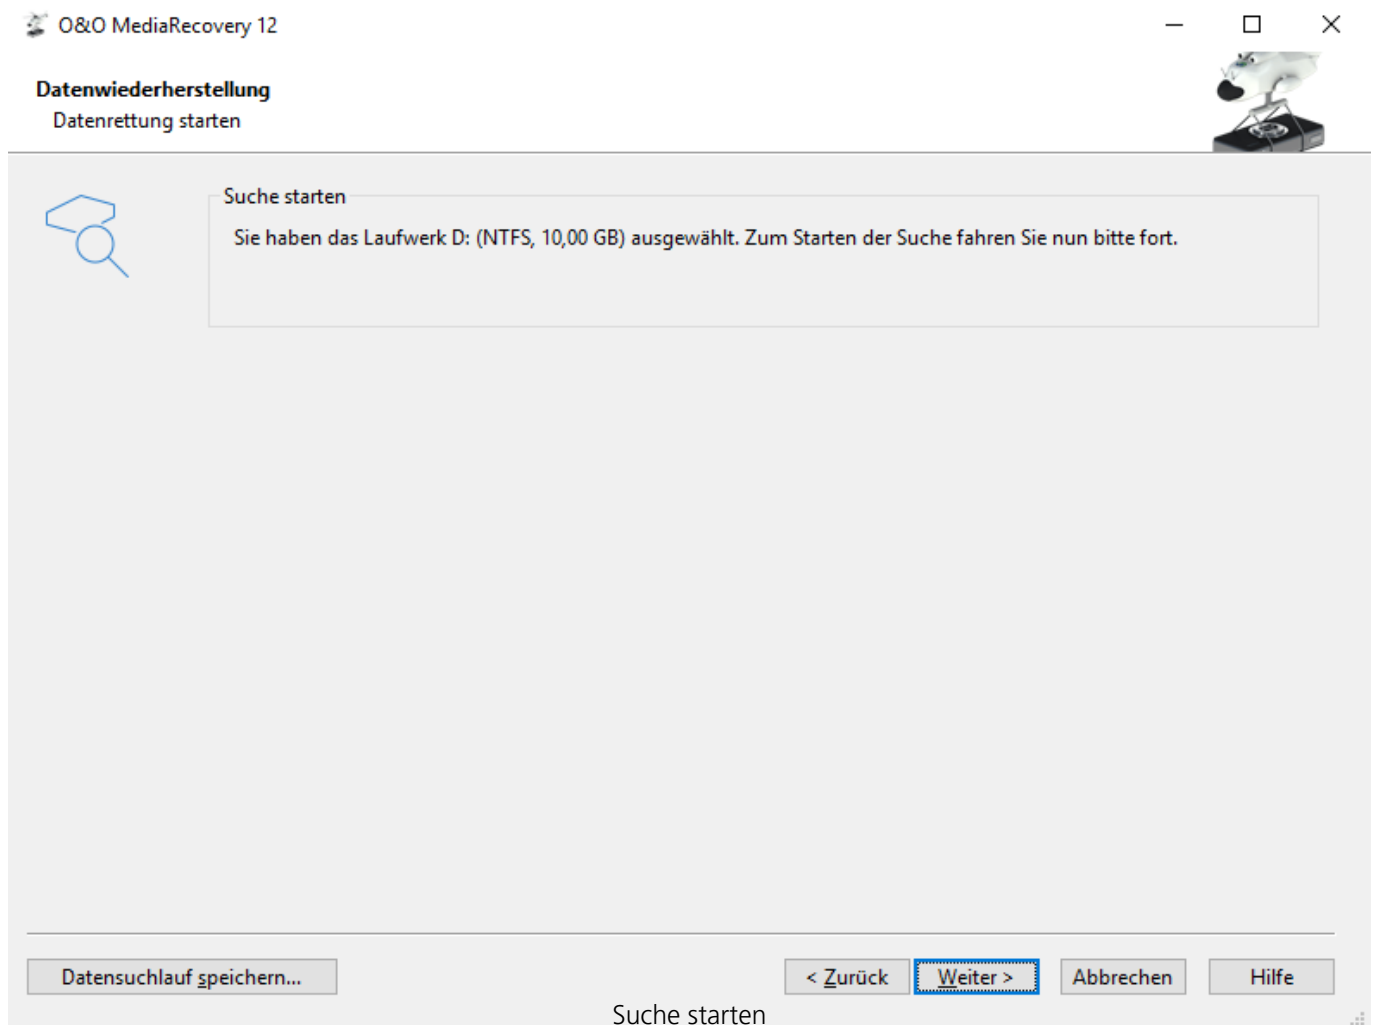 O&O MediaRecovery 12
Datenwiederherstellung
Datenrettung starten
Suche starten
Sie haben das Laufwerk D: (NTFS, 10,00 GB) ausgewählt. Zum Starten der Suche fahren Sie nun bitte fort.
Datensuchlauf speichern... < Zurück Weiter > Abbrechen Hilfe
Suche starten